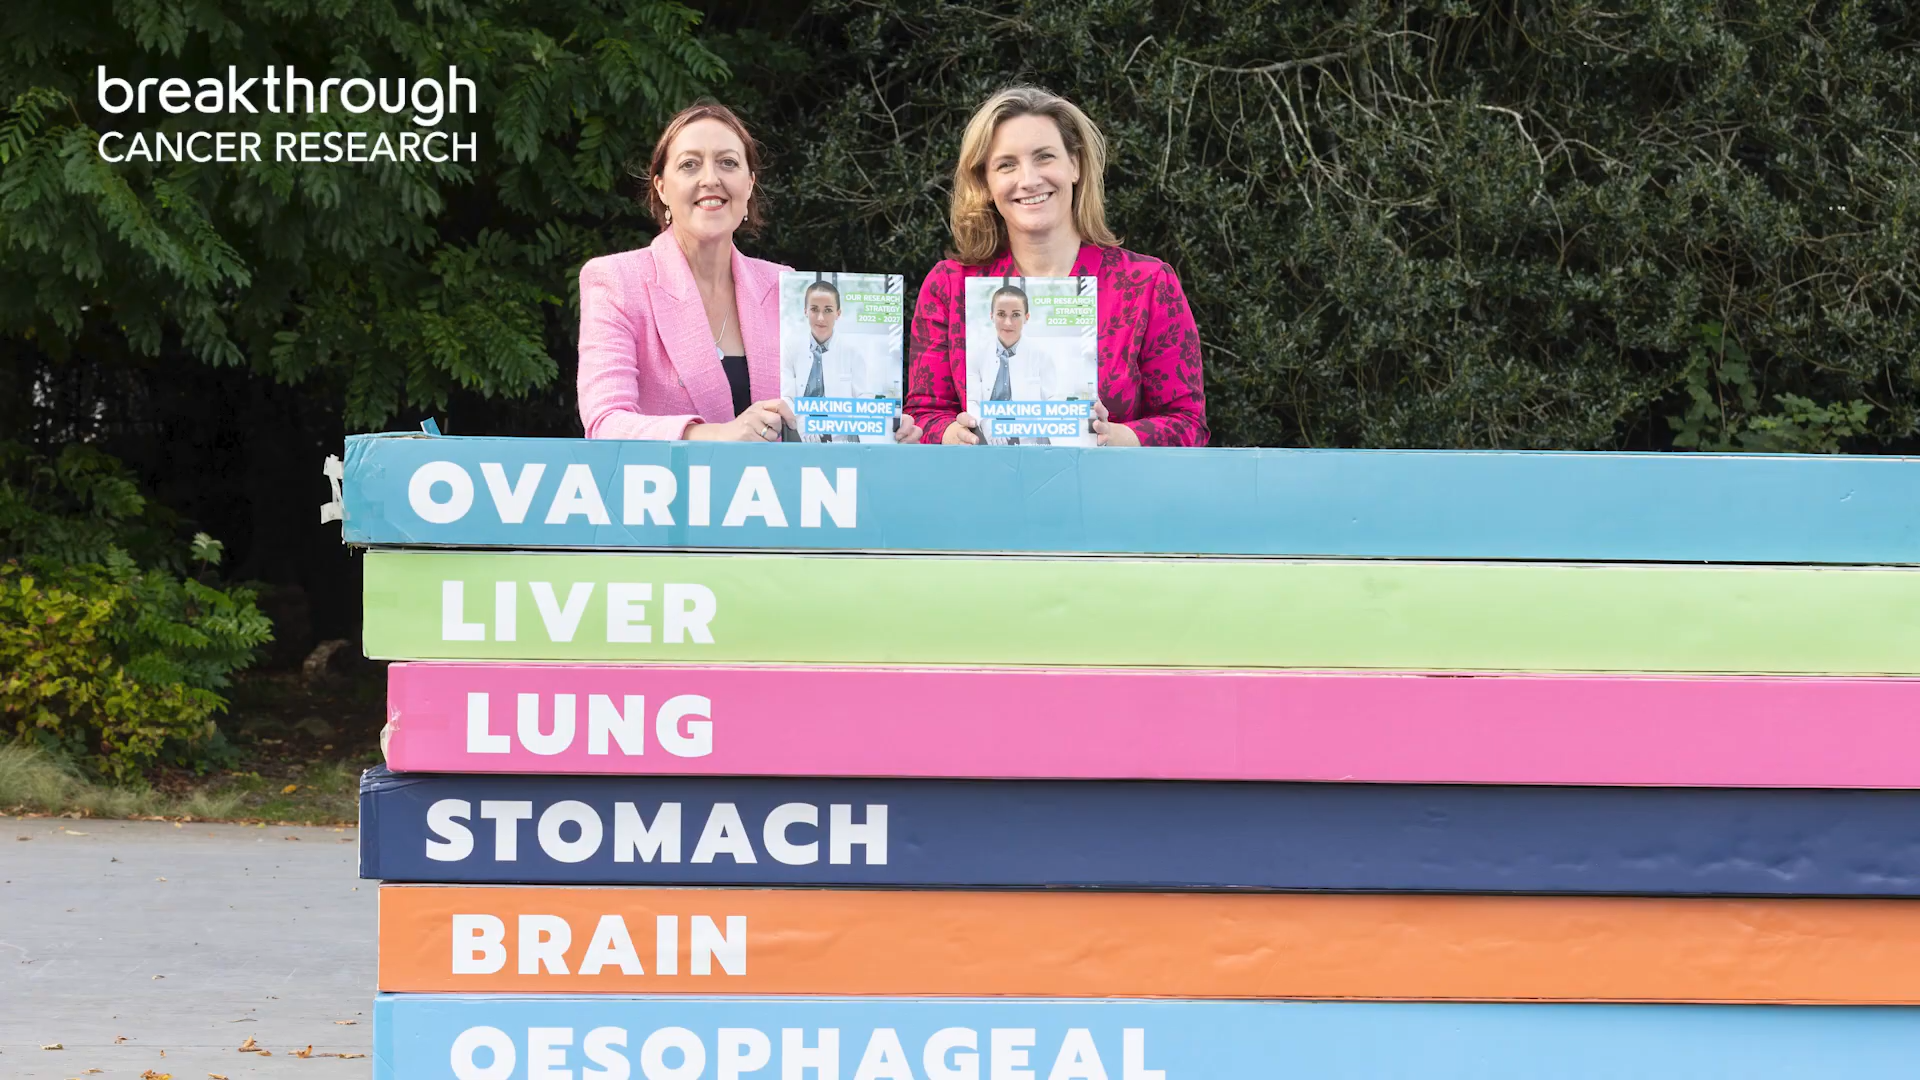 breakthrough
CANCER RESEARCH
OUR RESEARCH
STRATEGY
2022 - 2027
MAKING MORE
SURVIVORS
OUR RESEARCH
STRATEGY
2022 - 2027
MAKING MORE
SURVIVORS
OVARIAN
LIVER
LUNG
STOMACH
BRAIN
OESOPHAGEAL